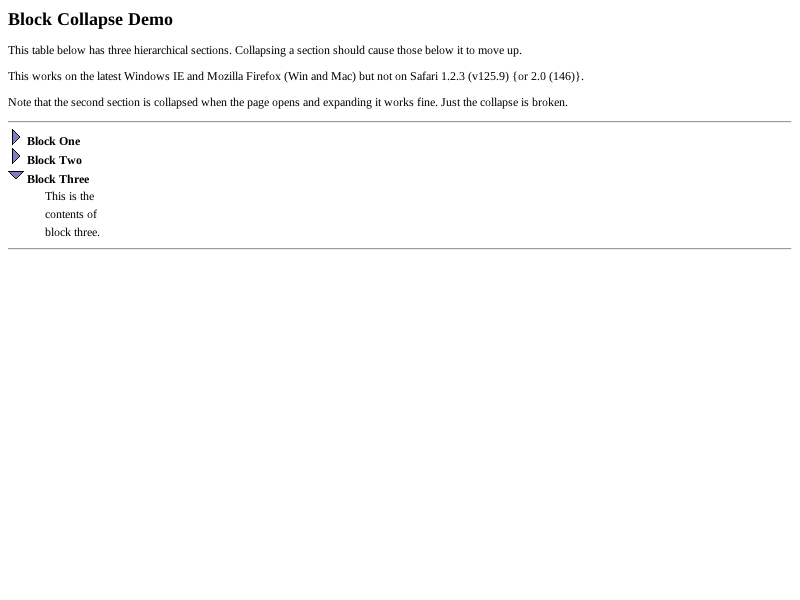 Block Collapse Demo
This table below has three hierarchical sections. Collapsing a section should cause those below it to move up.
This works on the latest Windows IE and Mozilla Firefox (Win and Mac) but not on Safari 1.2.3 (v125.9) {or 2.0 (146)}.
Note that the second section is collapsed when the page opens and expanding it works fine. Just the collapse is broken.
Block One
Block Two
Block Three
This is the
contents of
block three.